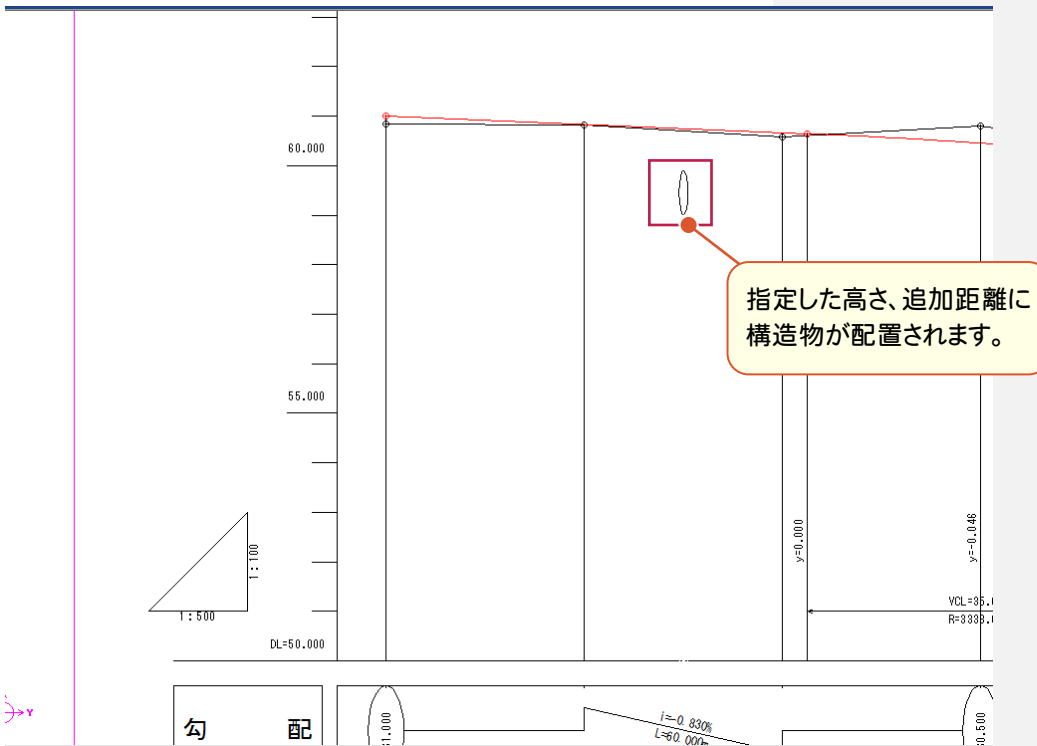 60.000
指定した高さ、追加距離に
構造物が配置されます。
55.000
y=0.000
y=-0.046
1:100
1:500
DL=50.000
Y
勾 配
i=-0.830%